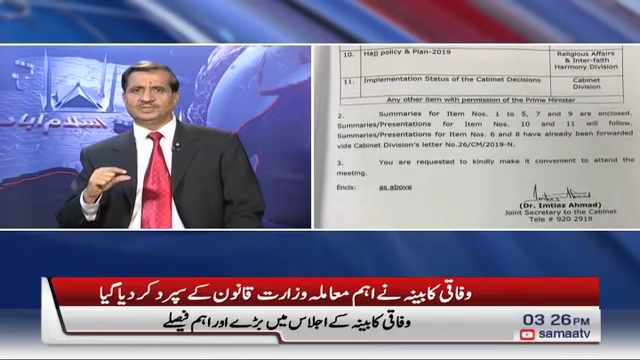 اسلام آباد
10. Hajj policy & Plan-2019 Religious Affairs
& Inter-faith
Harmony Division
11. Implementation Status of the Cabinet Decisions Cabinet
Division
Any other item with permission of the Prime Minister
2. Summaries for Item Nos. 1 to 5, 7 and 9 are enclosed.
Summaries/Presentations for Item Nos. 10 and 11 will follow.
Summaries/Presentations for Item Nos. 6 and 8 have already been forwarded
vide Cabinet Division's letter No.26/CM/2019-N.
3. You are requested to kindly make it convenient to attend the
meeting.
Encls: as above
(Dr. Imtiaz Ahmad)
Joint Secretary to the Cabinet
Tele # 920 2918
وفاقی کابینہ نے اہم معاملہ وزارت قانون کے سپرد کر دیا گیا
وفاقی کابینہ کے اجلاس میں بڑے اور اہم فیصلے
03:26 PM
samaatv